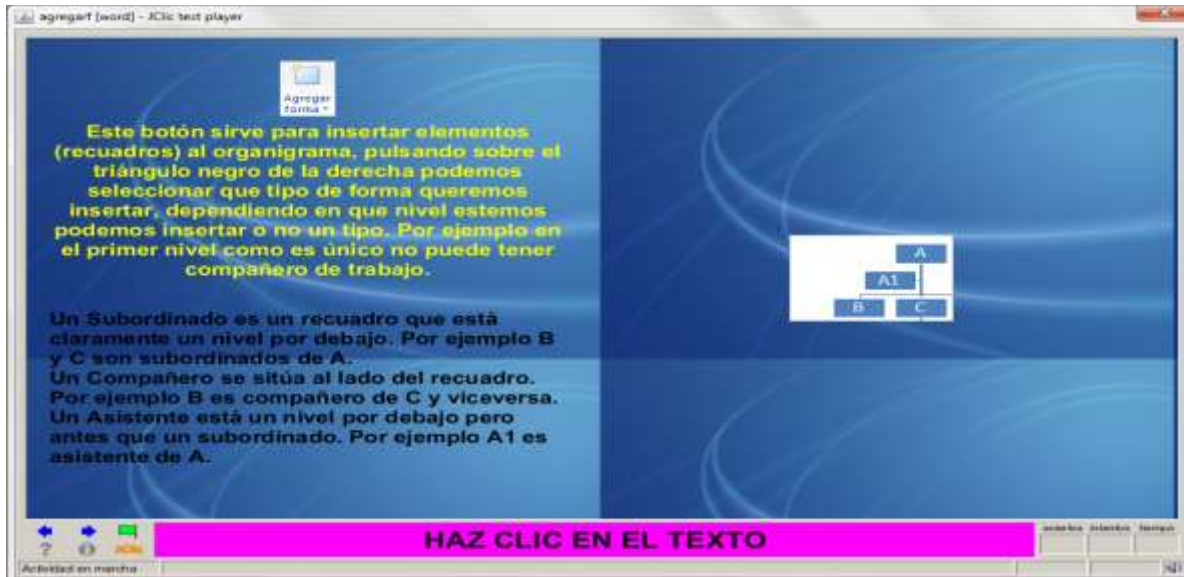 agregarf [word] - JClic test player
Agregar
forma
Este botón sirve para insertar elementos
(recuadros) al organigrama, pulsando sobre el
triángulo negro de la derecha podemos
seleccionar que tipo de forma queremos
insertar, dependiendo en que nivel estemos
podemos insertar o no un tipo. Por ejemplo en
el primer nivel como es único no puede tener
compañero de trabajo.
Un Subordinado es un recuadro que está
claramente un nivel por debajo. Por ejemplo B
y C son subordinados de A.
Un Compañero se sitúa al lado del recuadro.
Por ejemplo B es compañero de C y viceversa.
Un Asistente está un nivel por debajo pero
antes que un subordinado. Por ejemplo A1 es
asistente de A.
A
A1
B C
HAZ CLIC EN EL TEXTO
aciertos intentos tiempo
JClic
Actividad en marcha